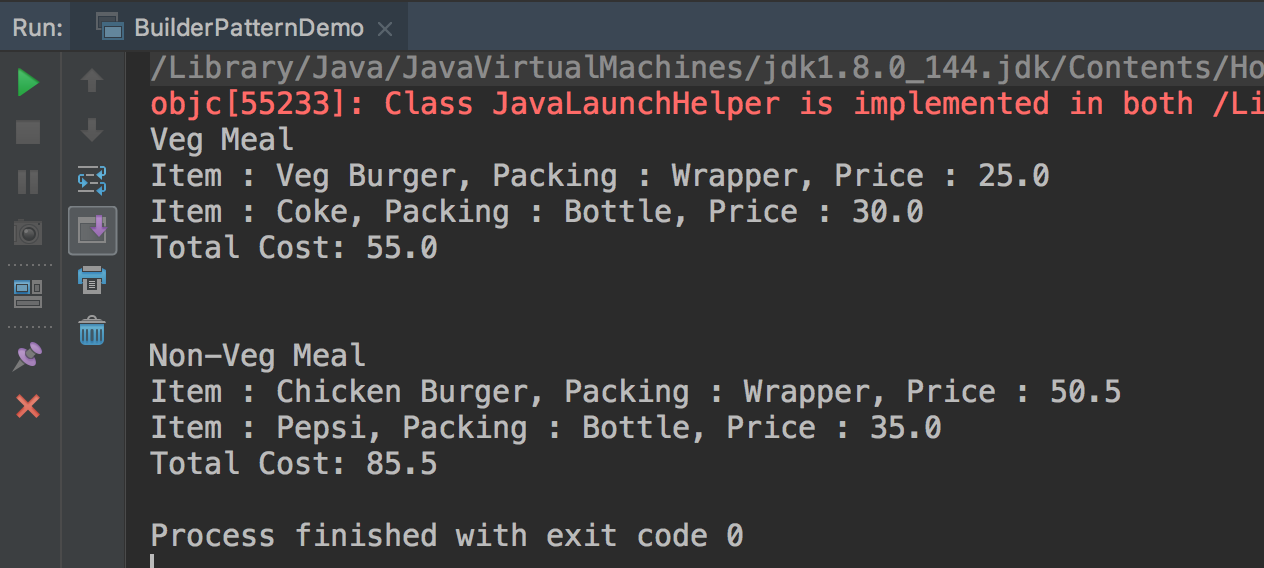 Run: BuilderPatternDemo
/Library/Java/JavaVirtualMachines/jdk1.8.0_144.jdk/Contents/Ho
objc[55233]: Class JavaLaunchHelper is implemented in both /Li
Veg Meal
Item : Veg Burger, Packing : Wrapper, Price : 25.0
Item : Coke, Packing : Bottle, Price : 30.0
Total Cost: 55.0
Non-Veg Meal
Item : Chicken Burger, Packing : Wrapper, Price : 50.5
Item : Pepsi, Packing : Bottle, Price : 35.0
Total Cost: 85.5
Process finished with exit code 0